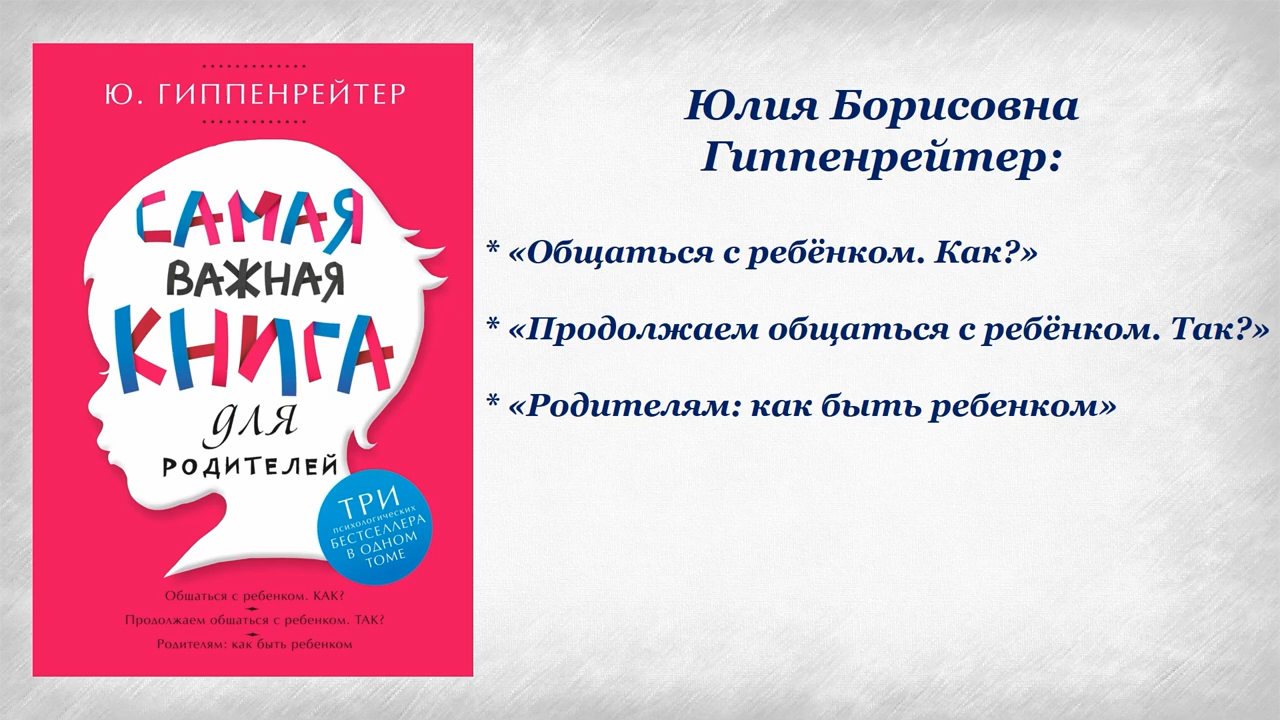 Ю. ГИППЕНРЕЙТЕР
САМАЯ
ВАЖНАЯ
КНИГА
для
РОДИТЕЛЕЙ
ТРИ
психологических
БЕСТСЕЛЛЕРА
В ОДНОМ
ТОМЕ
Общаться с ребенком. КАК?
Продолжаем общаться с ребенком. ТАК?
Родителям: как быть ребенком
Юлия Борисовна
Гиппенрейтер:
* «Общаться с ребёнком. Как?»
* «Продолжаем общаться с ребёнком. Так?»
* «Родителям: как быть ребенком»